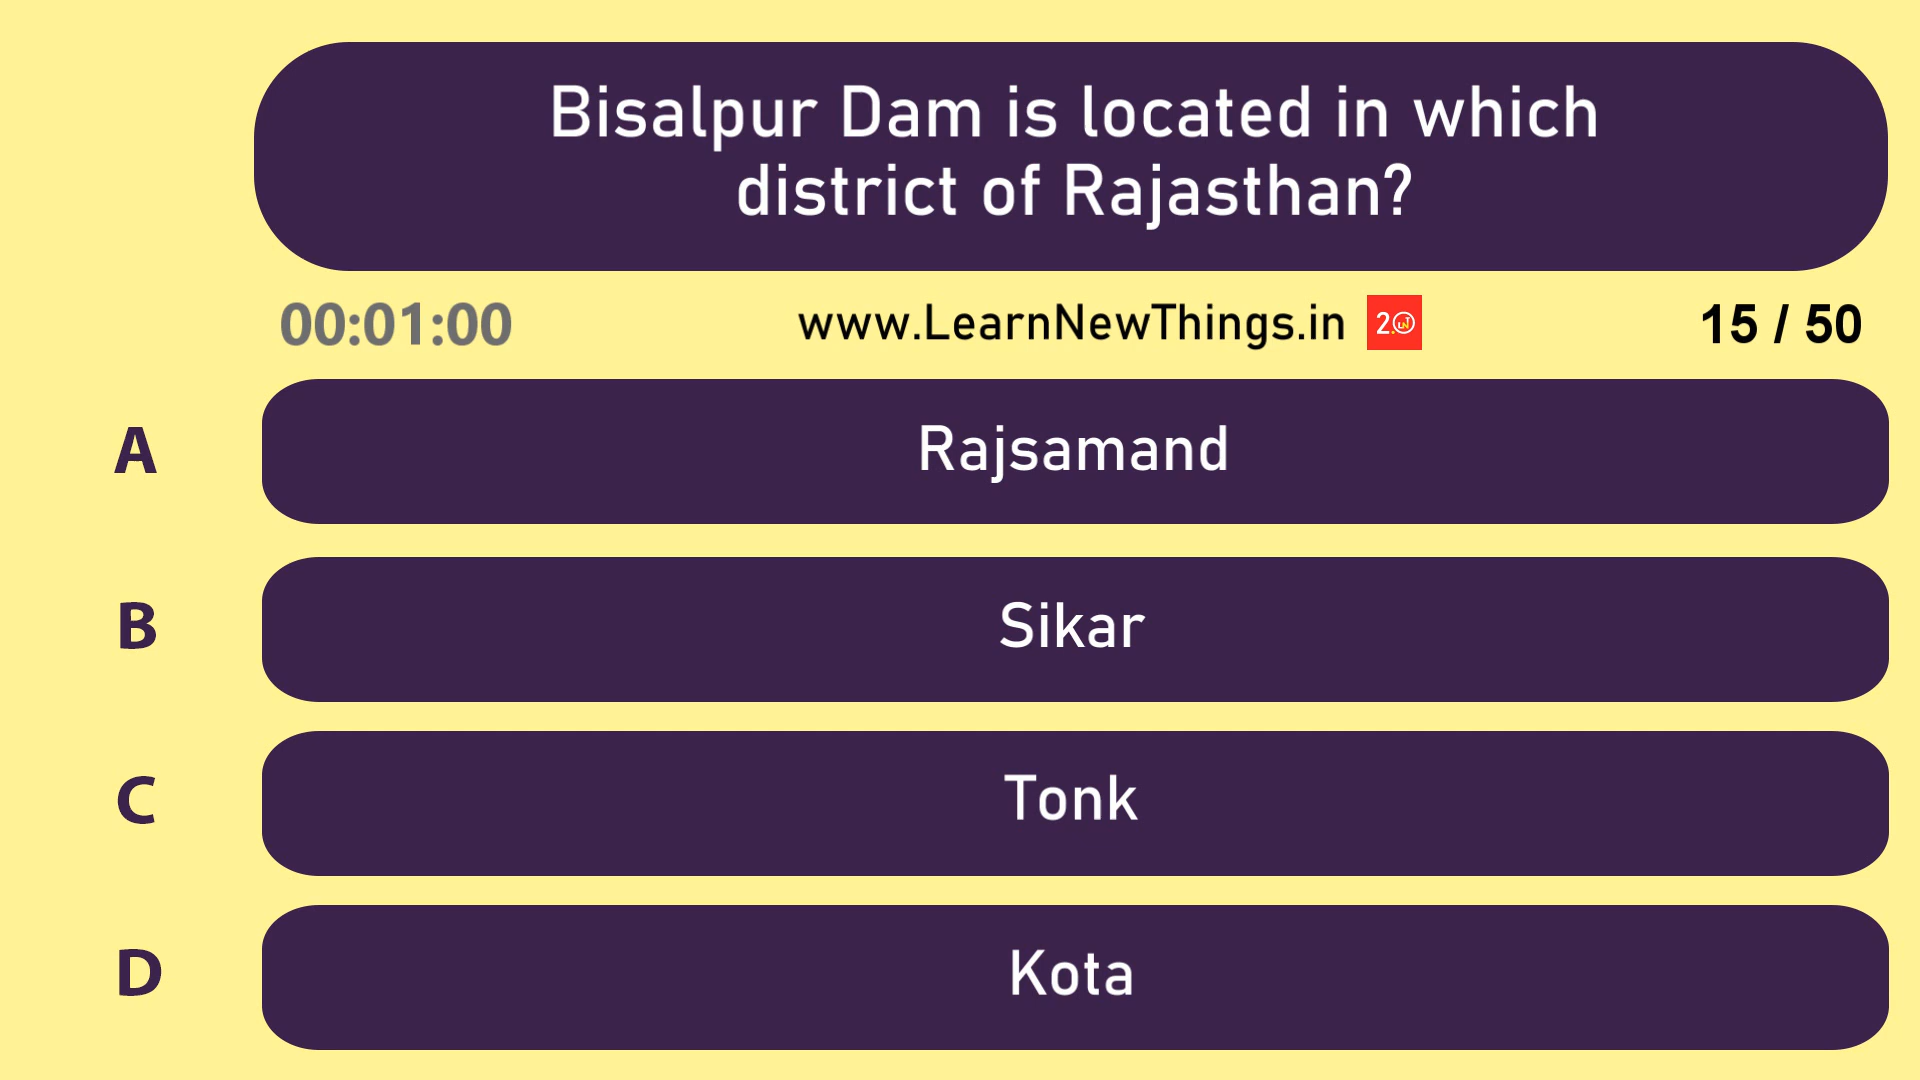 Bisalpur Dam is located in which
district of Rajasthan?
00:01:00
www.LearnNewThings.in
15 / 50
A
Rajsamand
B
Sikar
C
Tonk
D
Kota